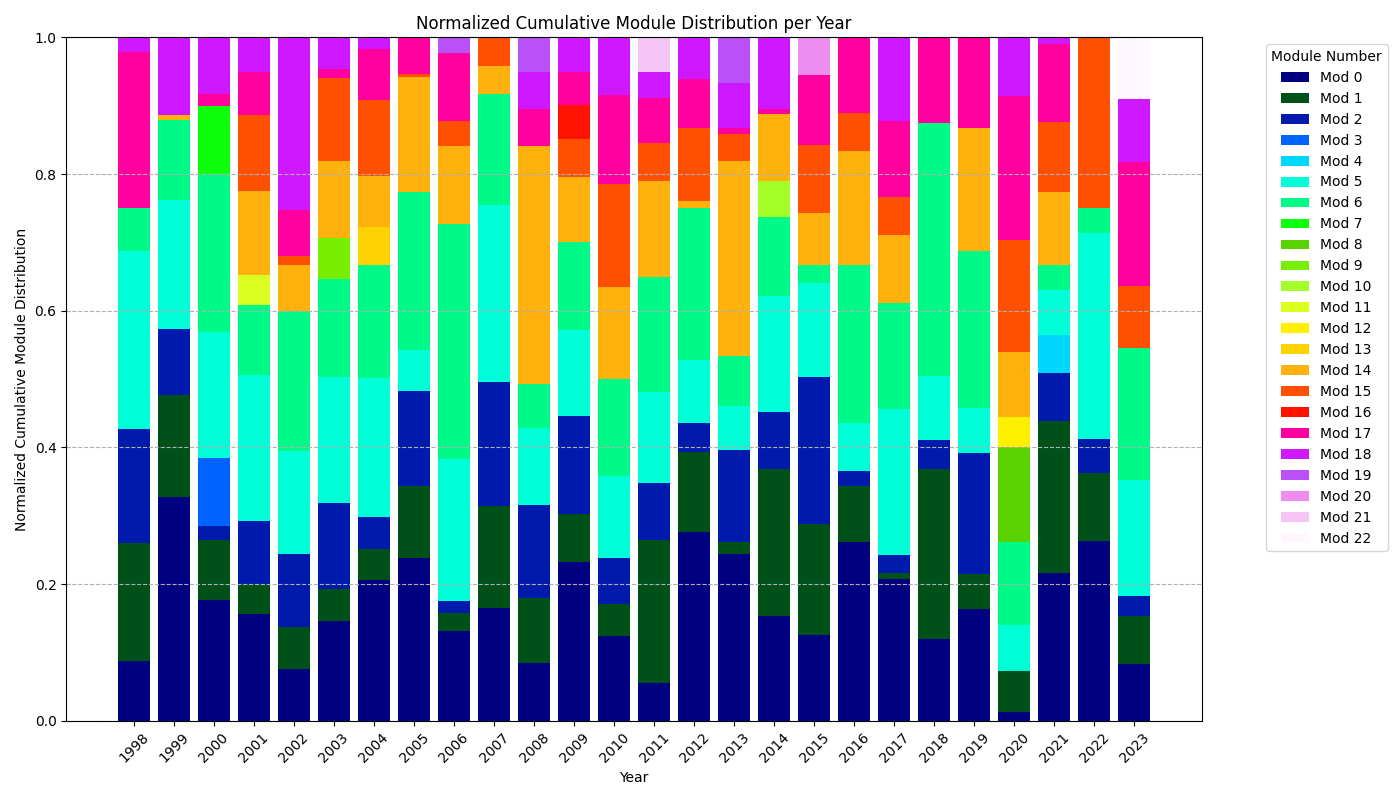 Normalized Cumulative Module Distribution per Year
Normalized Cumulative Module Distribution
1.0
0.8
0.6
0.4
0.2
0.0
1998
1999
2000
2001
2002
2003
2004
2005
2006
2007
2008
2009
2010
2011
2012
2013
2014
2015
2016
2017
2018
2019
2020
2021
2022
2023
Year
Module Number
Mod 0
Mod 1
Mod 2
Mod 3
Mod 4
Mod 5
Mod 6
Mod 7
Mod 8
Mod 9
Mod 10
Mod 11
Mod 12
Mod 13
Mod 14
Mod 15
Mod 16
Mod 17
Mod 18
Mod 19
Mod 20
Mod 21
Mod 22